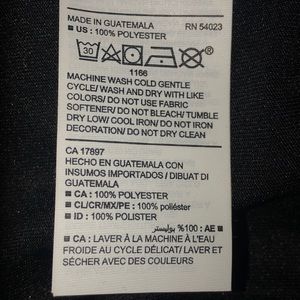 MADE IN GUATEMALA RN 54023
▪ US : 100% POLYESTER
30
1166
MACHINE WASH COLD GENTLE
CYCLE/ WASH AND DRY WITH LIKE
COLORS/ DO NOT USE FABRIC
SOFTENER/ DO NOT BLEACH/ TUMBLE
DRY LOW/ COOL IRON/ DO NOT IRON
DECORATION/ DO NOT DRY CLEAN
CA 17897
HECHO EN GUATEMALA CON
INSUMOS IMPORTADOS / DIBUAT DI
GUATEMALA
▪ CA : 100% POLYESTER
▪ CL/CR/MX/PE : 100% poliéster
▪ ID : 100% POLISTER
▪ AE : 100% بوليستر
▪ CA : LAVER À LA MACHINE À L'EAU
FROIDE AU CYCLE DÉLICAT/ LAVER ET
SÉCHER AVEC DES COULEURS